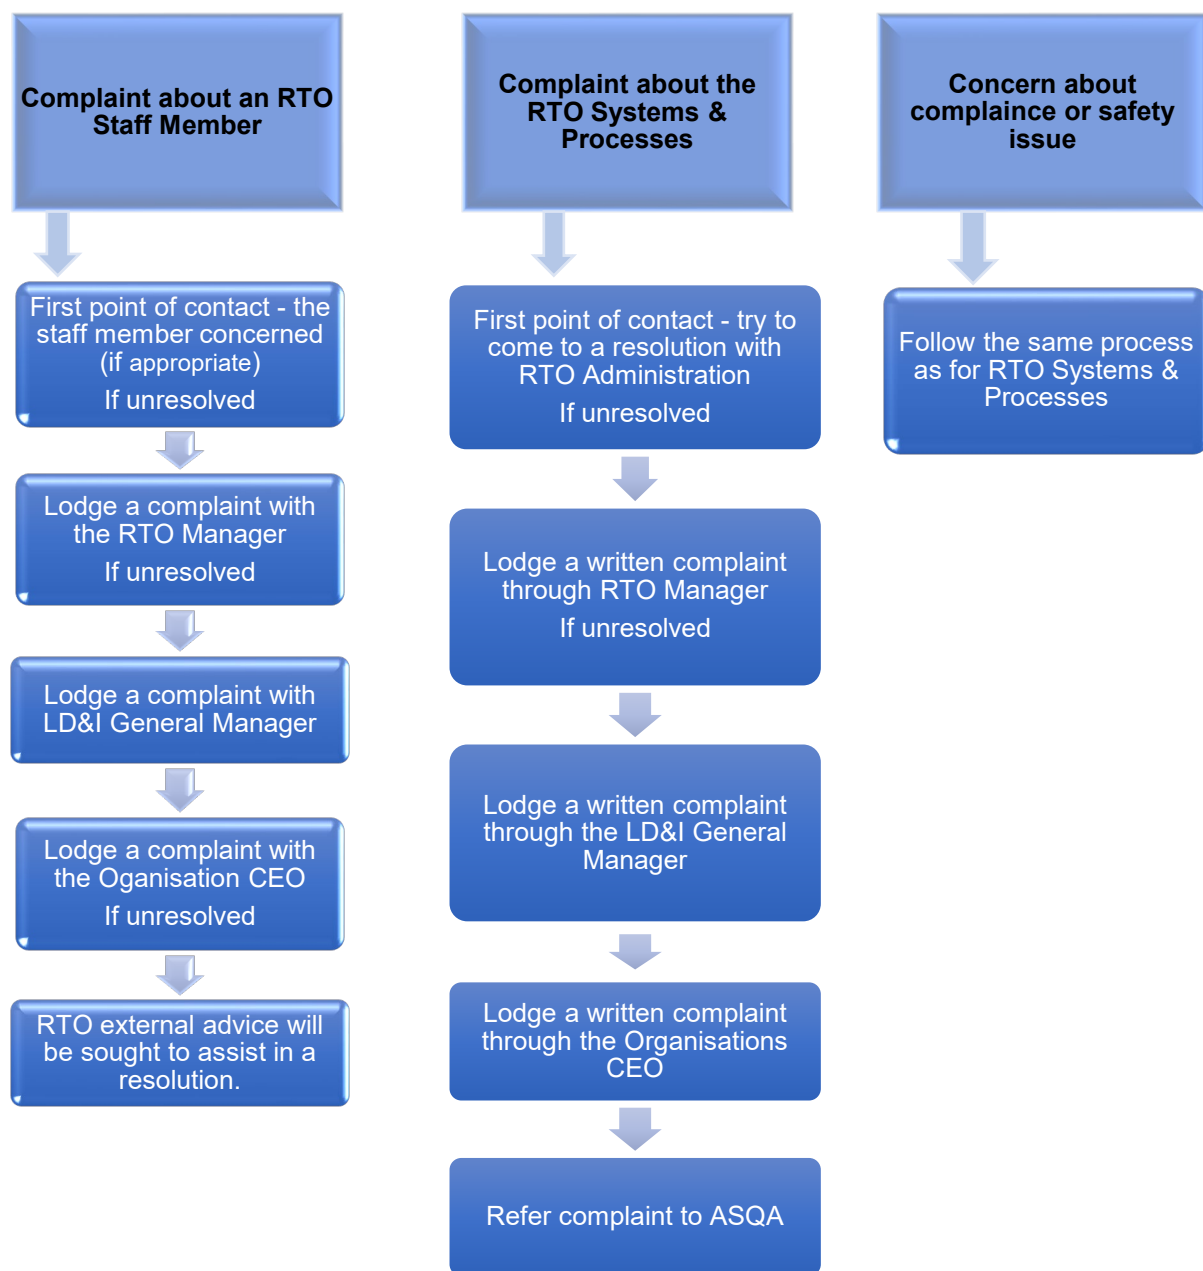 Complaint about an RTO
Staff Member
First point of contact - the
staff member concerned
(if appropriate)
If unresolved
Lodge a complaint with
the RTO Manager
If unresolved
Lodge a complaint with
LD&I General Manager
Lodge a complaint with
the Oganisation CEO
If unresolved
RTO external advice will
be sought to assist in a
resolution.
Complaint about the
RTO Systems &
Processes
First point of contact - try to
come to a resolution with
RTO Administration
If unresolved
Lodge a written complaint
through RTO Manager
If unresolved
Lodge a written complaint
through the LD&I General
Manager
Lodge a written complaint
through the Organisations
CEO
Refer complaint to ASQA
Concern about
complaince or safety
issue
Follow the same process
as for RTO Systems &
Processes